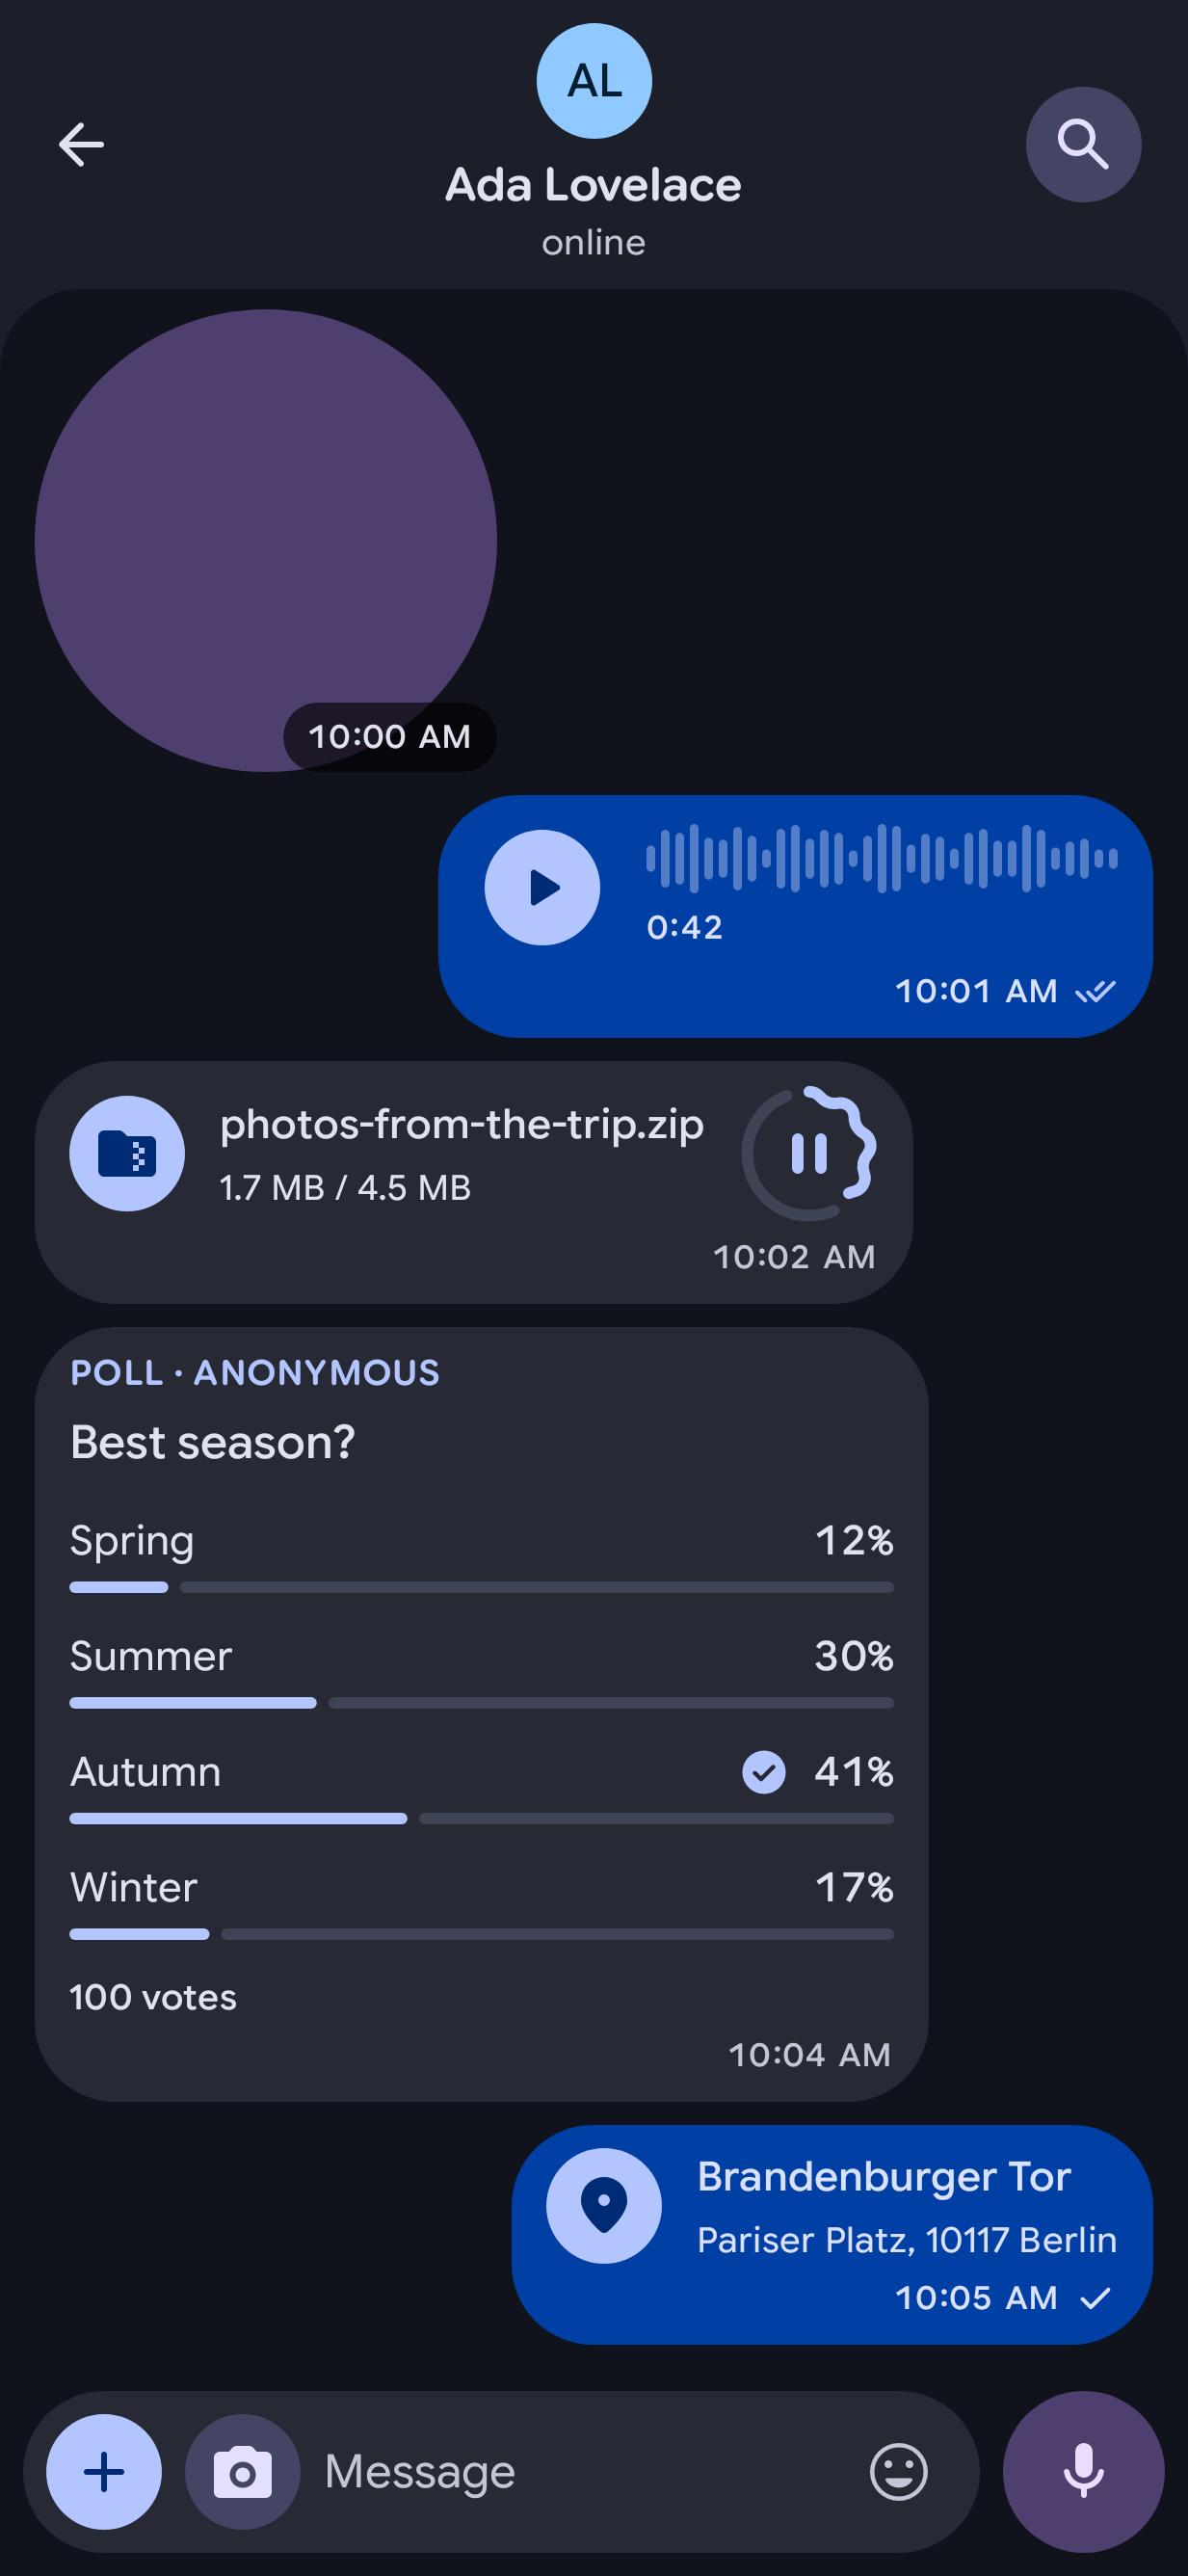 AL
Ada Lovelace
online
10:00 AM
0:42
10:01 AM
photos-from-the-trip.zip
1.7 MB / 4.5 MB
10:02 AM
POLL · ANONYMOUS
Best season?
Spring 12%
Summer 30%
Autumn 41%
Winter 17%
100 votes
10:04 AM
Brandenburger Tor
Pariser Platz, 10117 Berlin
10:05 AM
Message